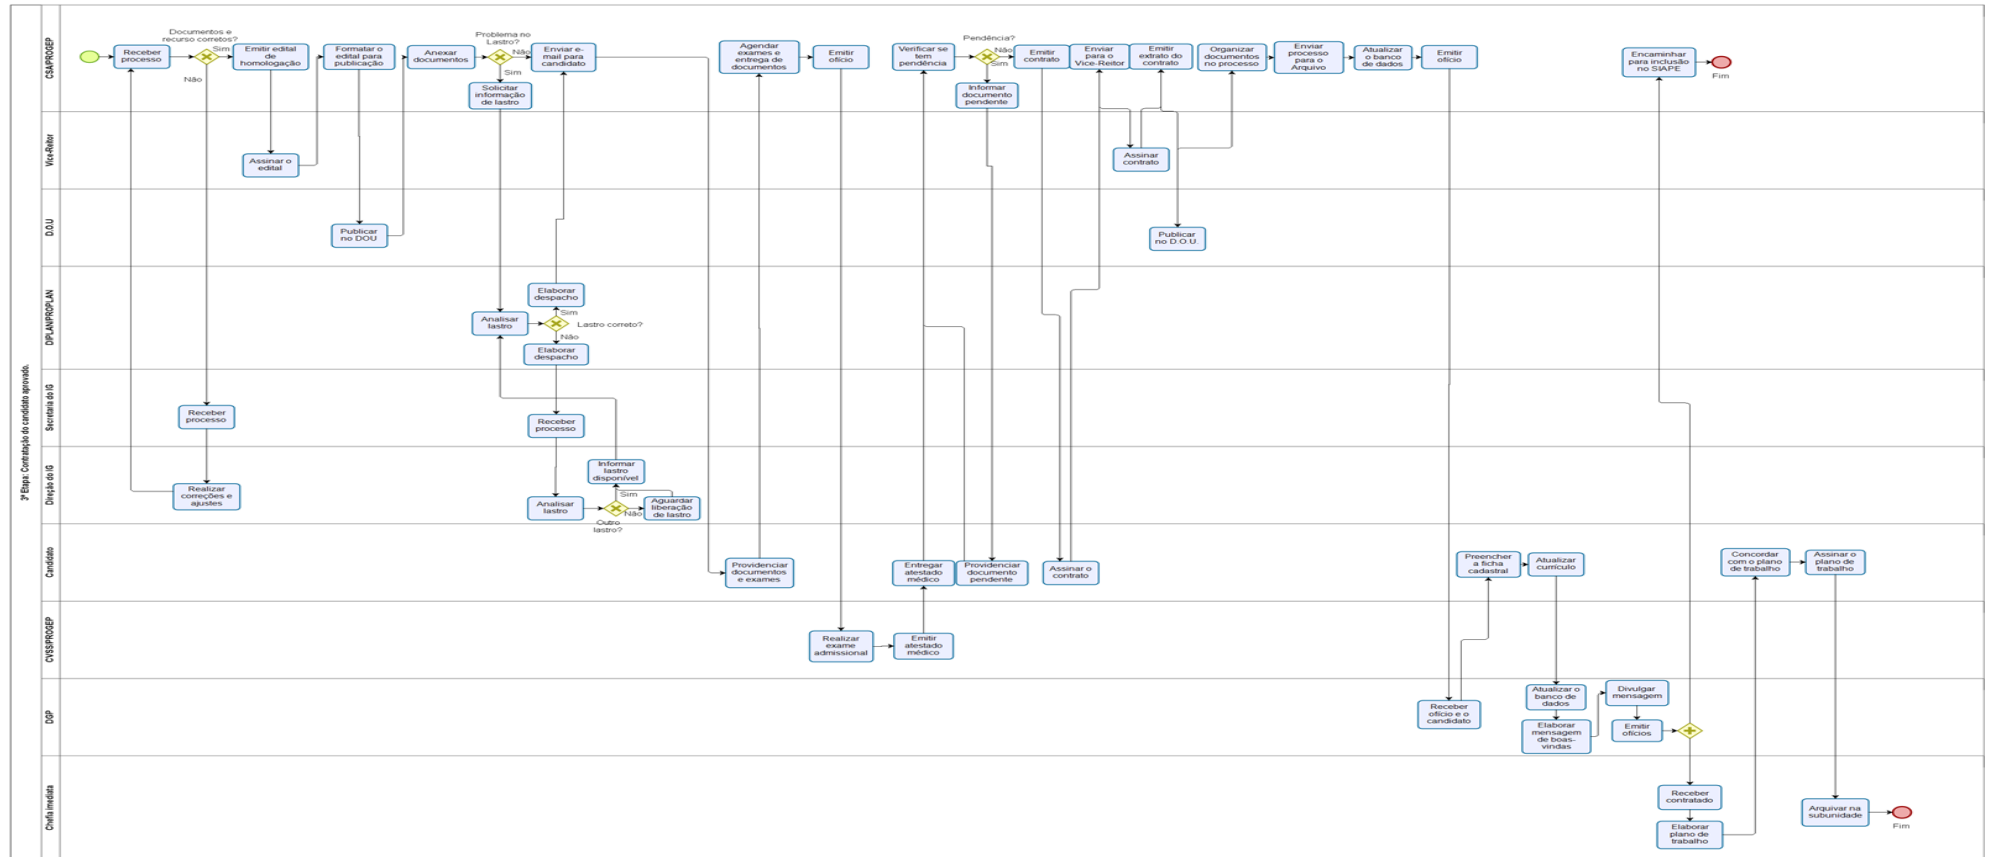 3ª Etapa: Contratação do candidato aprovado.
CSA/PROGEP
Receber
processo
Documentos e
recurso corretos?
Sim
Não
Emitir edital
de
homologação
Formatar o
edital para
publicação
Anexar
documentos
Problema no
Lastro?
Não
Sim
Enviar e-
mail para
candidato
Solicitar
informação
de lastro
Agendar
exames e
entrega de
documentos
Emitir
ofício
Verificar se
tem
pendência
Pendência?
Não
Sim
Informar
documento
pendente
Emitir
contrato
Enviar
para o
Vice-Reitor
Emitir
extrato do
contrato
Organizar
documentos
no processo
Enviar
processo
para o
Arquivo
Atualizar
o banco
de dados
Emitir
ofício
Encaminhar
para inclusão
no SIAPE
Fim
Vice-Reitor
Assinar o
edital
Assinar
contrato
D.O.U
Publicar
no DOU
Publicar
no D.O.U.
DIPLAN/PROPLAN
Elaborar
despacho
Sim
Analisar
lastro
Lastro correto?
Não
Elaborar
despacho
Secretaria do IG
Receber
processo
Receber
processo
Direção do IG
Realizar
correções e
ajustes
Informar
lastro
disponível
Sim
Analisar
lastro
Não
Outro
lastro?
Aguardar
liberação
de lastro
Candidato
Providenciar
documentos
e exames
Entregar
atestado
médico
Providenciar
documento
pendente
Assinar o
contrato
Preencher
a ficha
cadastral
Atualizar
currículo
Concordar
com o plano
de trabalho
Assinar o
plano de
trabalho
CVSS/PROGEP
Realizar
exame
admissional
Emitir
atestado
médico
DGP
Receber
ofício e o
candidato
Atualizar o
banco de
dados
Elaborar
mensagem
de boas-
vindas
Divulgar
mensagem
Emitir
ofícios
Chefia imediata
Receber
contratado
Elaborar
plano de
trabalho
Arquivar na
subunidade
Fim